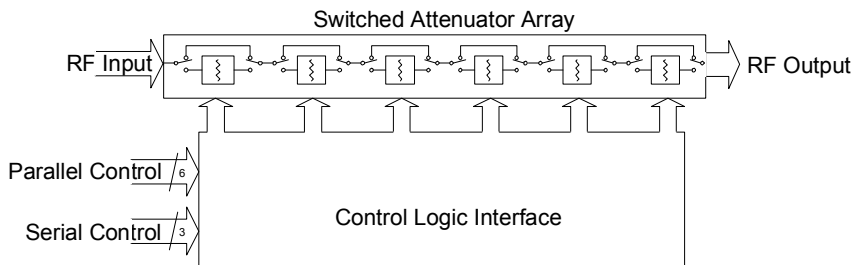 Switched Attenuator Array
RF Input
RF Output
Parallel Control
6
Serial Control
3
Control Logic Interface